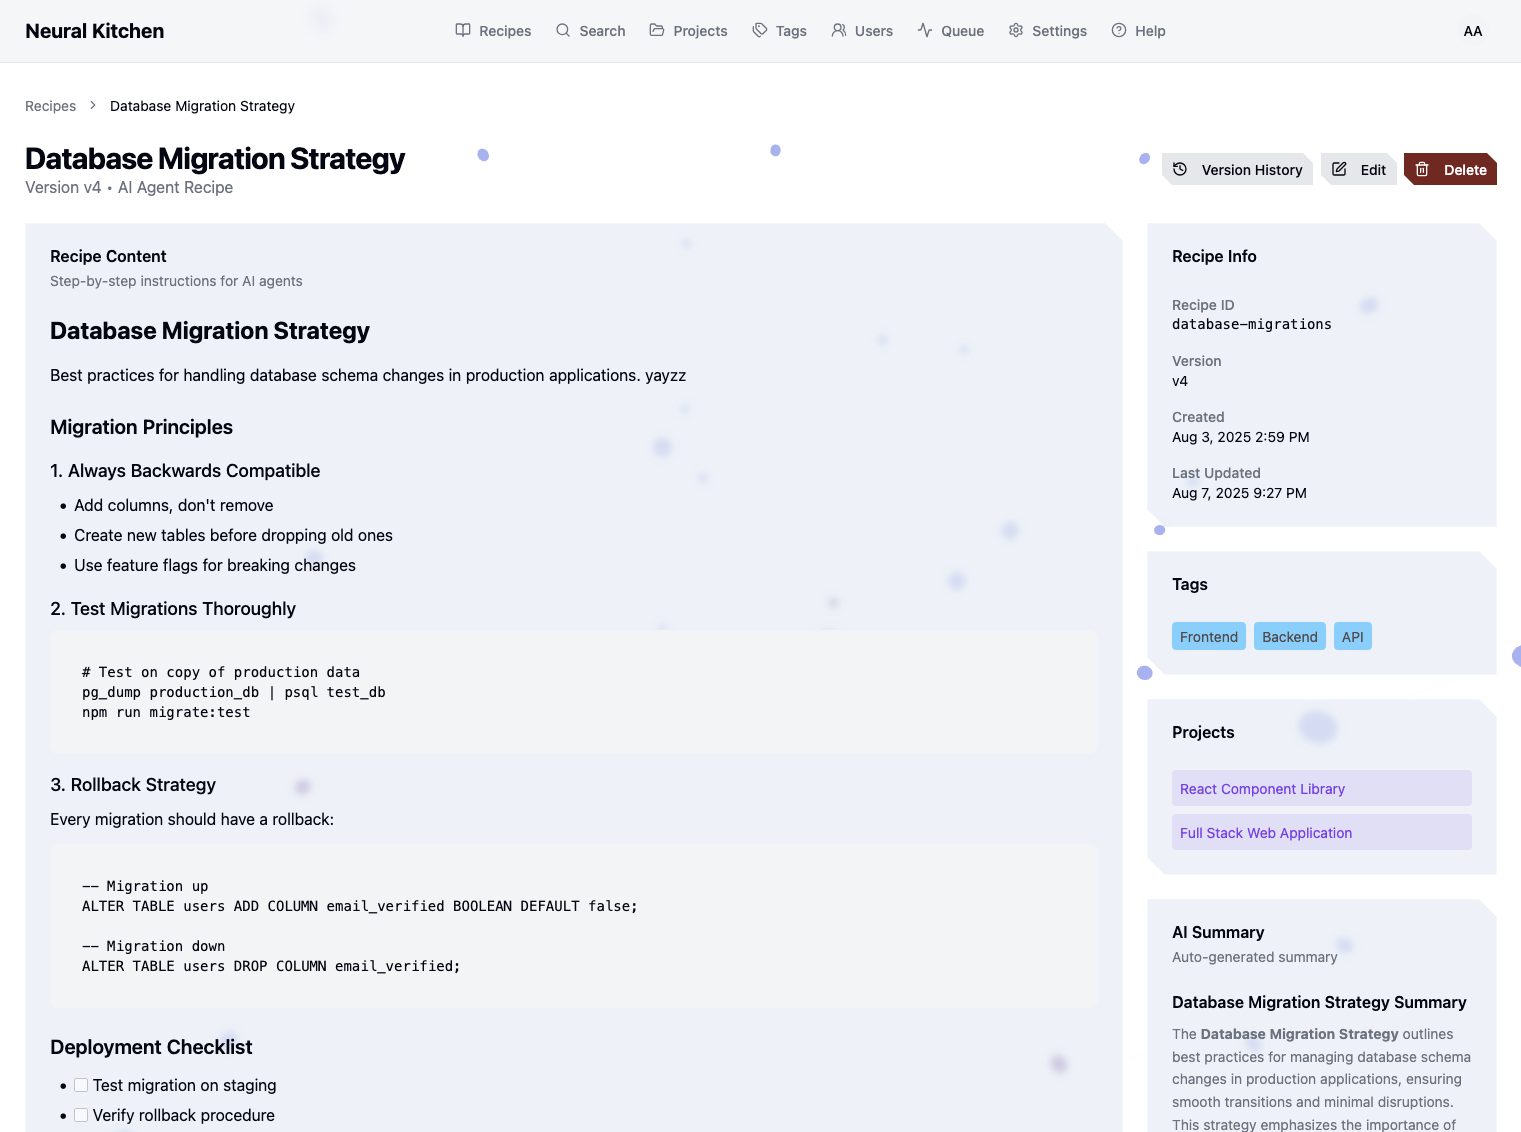 Neural Kitchen
Recipes
Search
Projects
Tags
Users
Queue
Settings
Help
AA
Recipes
Database Migration Strategy
Database Migration Strategy
Version v4 • AI Agent Recipe
Version History
Edit
Delete
Recipe Content
Step-by-step instructions for AI agents
Database Migration Strategy
Best practices for handling database schema changes in production applications. yayzz
Migration Principles
1. Always Backwards Compatible
• Add columns, don't remove
• Create new tables before dropping old ones
• Use feature flags for breaking changes
2. Test Migrations Thoroughly
# Test on copy of production data
pg_dump production_db | psql test_db
npm run migrate:test
3. Rollback Strategy
Every migration should have a rollback:
-- Migration up
ALTER TABLE users ADD COLUMN email_verified BOOLEAN DEFAULT false;
-- Migration down
ALTER TABLE users DROP COLUMN email_verified;
Deployment Checklist
• Test migration on staging
• Verify rollback procedure
Recipe Info
Recipe ID
database-migrations
Version
v4
Created
Aug 3, 2025 2:59 PM
Last Updated
Aug 7, 2025 9:27 PM
Tags
Frontend
Backend
API
Projects
React Component Library
Full Stack Web Application
AI Summary
Auto-generated summary
Database Migration Strategy Summary
The Database Migration Strategy outlines
best practices for managing database schema
changes in production applications, ensuring
smooth transitions and minimal disruptions.
This strategy emphasizes the importance of